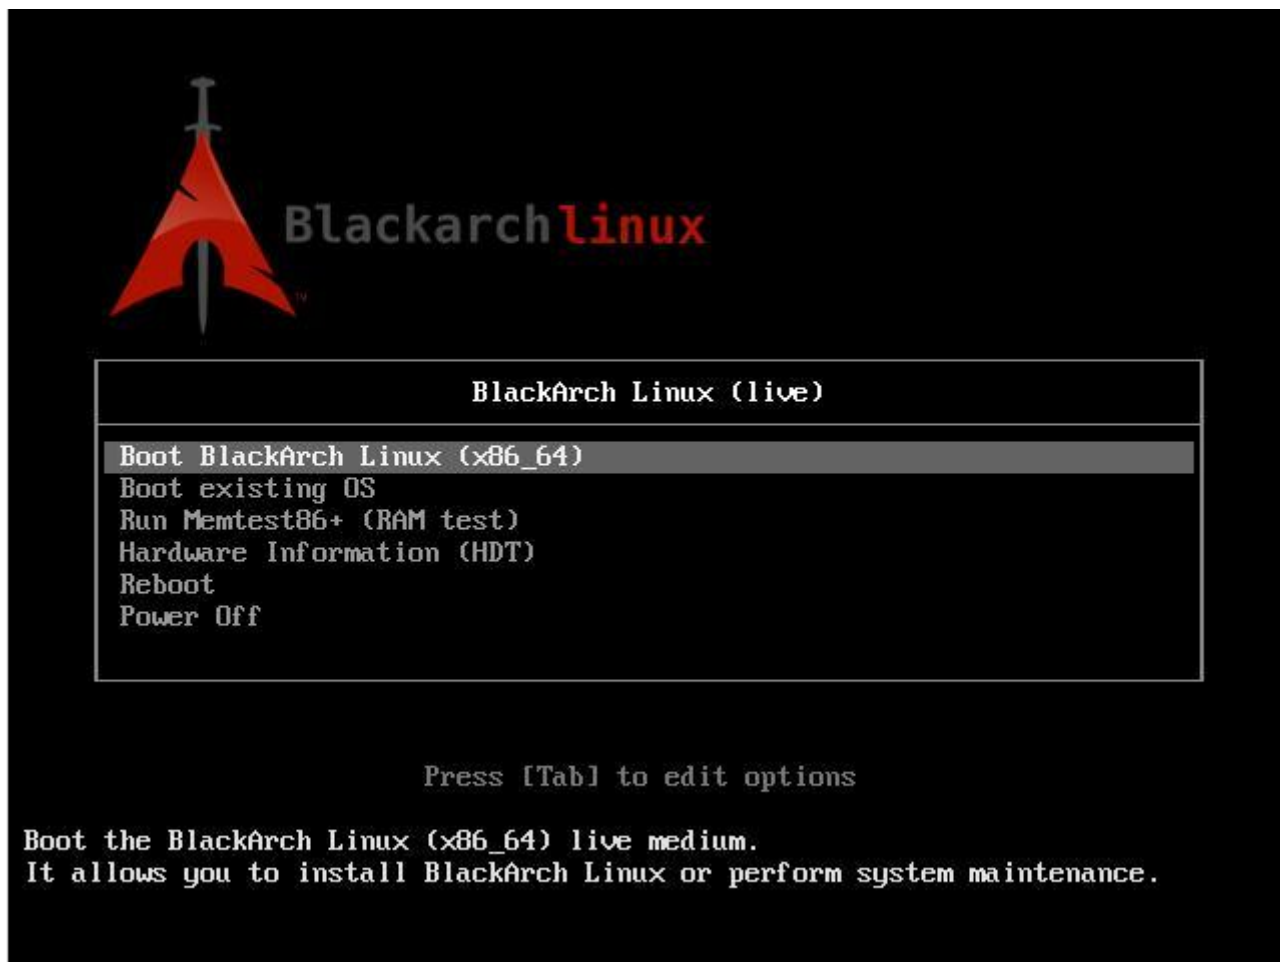 Blackarchlinux
TM
BlackArch Linux (live)
Boot BlackArch Linux (x86_64)
Boot existing OS
Run Memtest86+ (RAM test)
Hardware Information (HDT)
Reboot
Power Off
Press [Tab] to edit options
Boot the BlackArch Linux (x86_64) live medium.
It allows you to install BlackArch Linux or perform system maintenance.